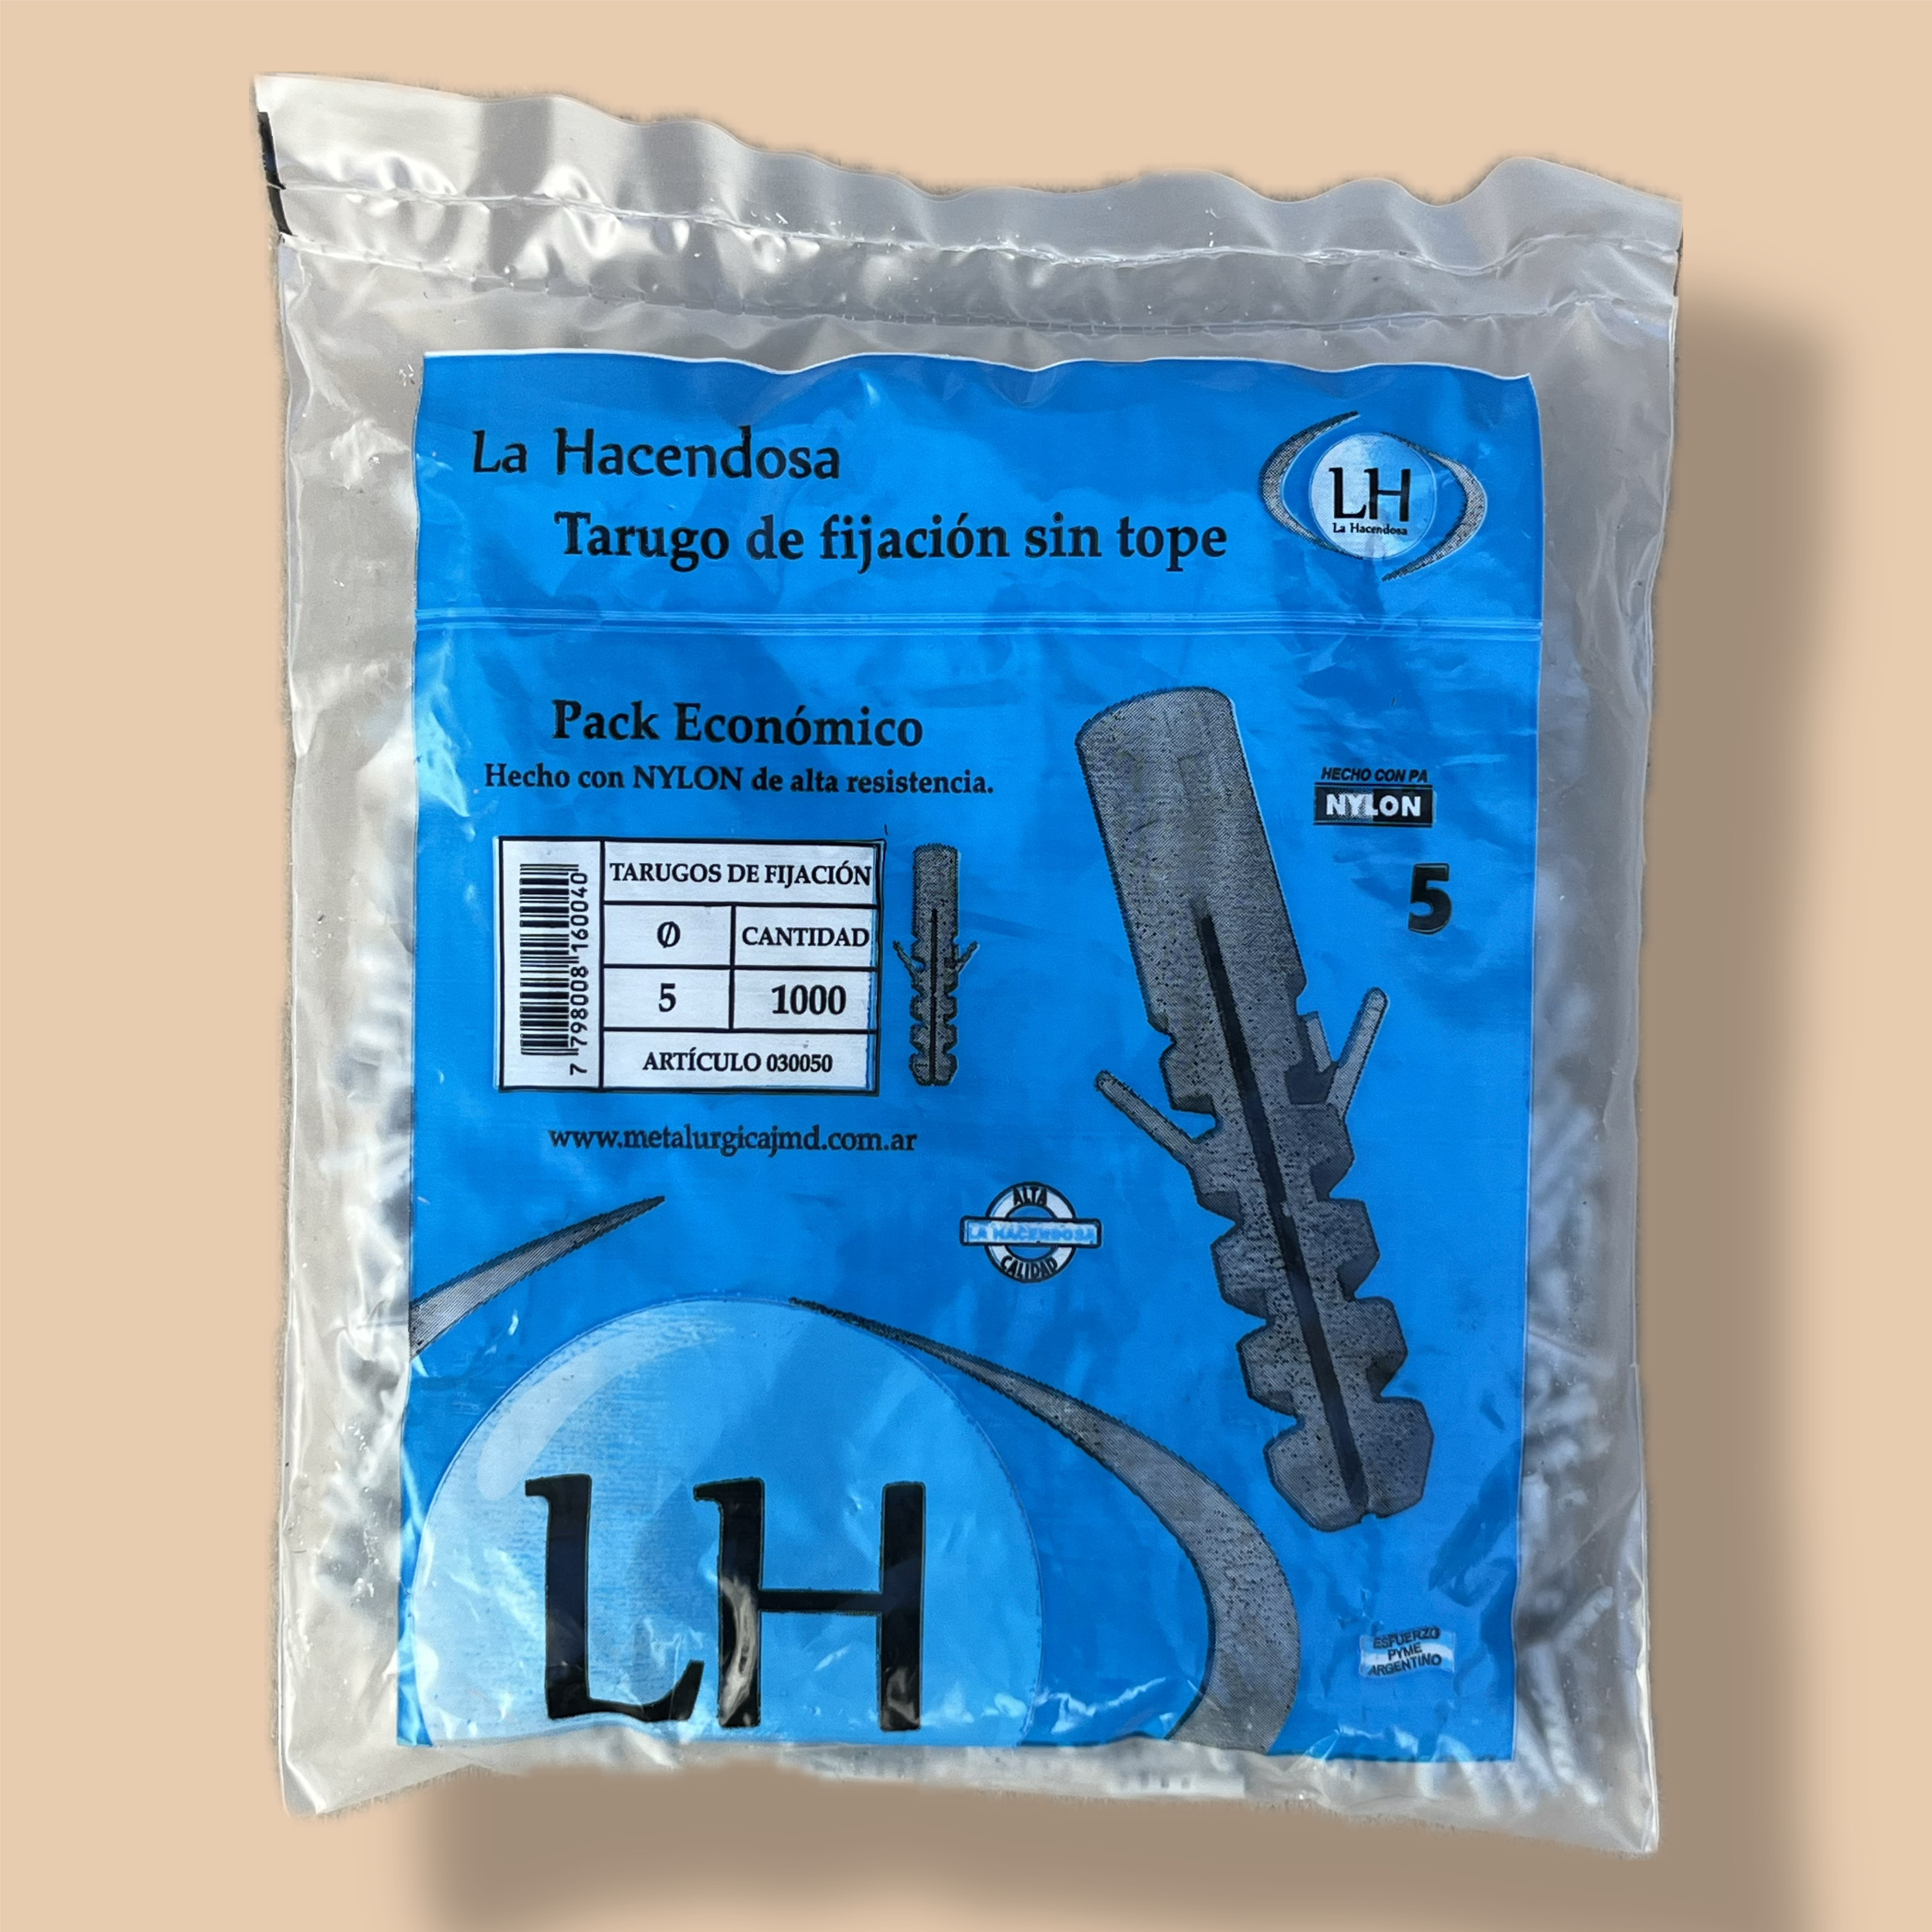 La Hacendosa
Tarugo de fijación sin tope
LH
La Hacendosa
Pack Económico
Hecho con NYLON de alta resistencia.
HECHO CON PA
NYLON
5
7 798008 160040
TARUGOS DE FIJACIÓN
Ø CANTIDAD
5 1000
ARTÍCULO 030050
www.metalurgicajmd.com.ar
ALTA
LA HACENDOSA
CALIDAD
LH
ESFUERZO
PYME
ARGENTINO